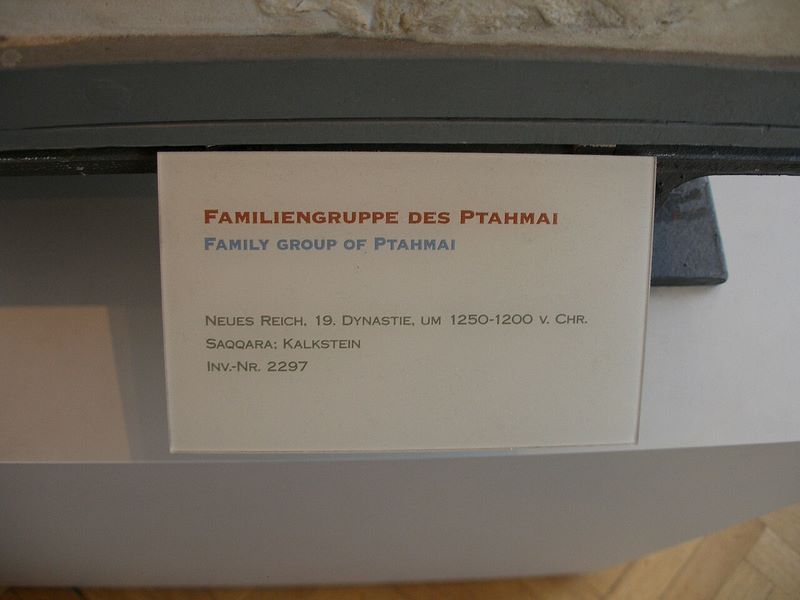 Familiengruppe des Ptahmai
Family group of Ptahmai
Neues Reich, 19. Dynastie, um 1250-1200 v. Chr.
Saqqara; Kalkstein
Inv.-Nr. 2297